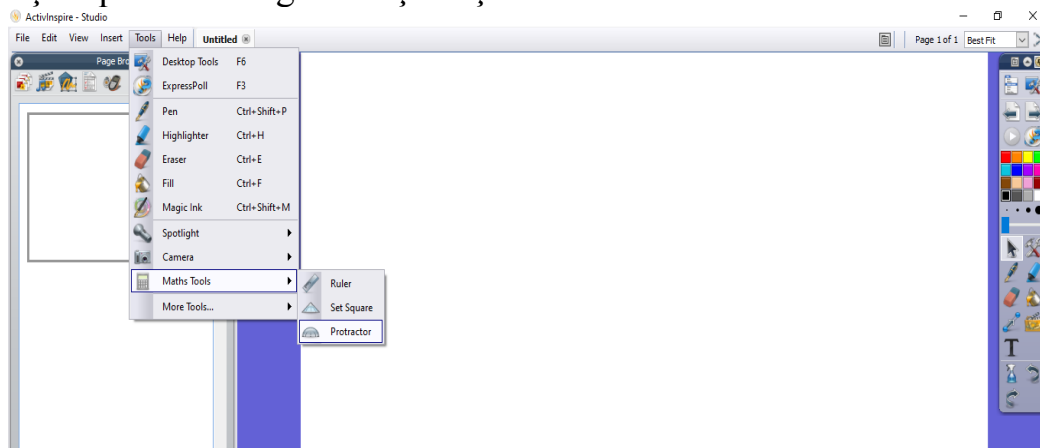 ActivInspire - Studio
File Edit View Insert Tools Help Untitled
Page 1 of 1 Best Fit
Page Bro
Desktop Tools F6
ExpressPoll F3
Pen Ctrl+Shift+P
Highlighter Ctrl+H
Eraser Ctrl+E
Fill Ctrl+F
Magic Ink Ctrl+Shift+M
Spotlight
Camera
Maths Tools
Ruler
More Tools...
Set Square
Protractor
T